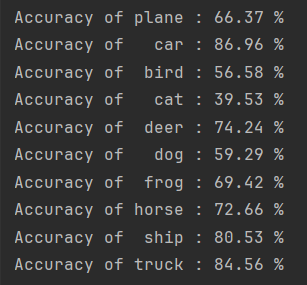 Accuracy of plane : 66.37 %
Accuracy of   car : 86.96 %
Accuracy of  bird : 56.58 %
Accuracy of   cat : 39.53 %
Accuracy of  deer : 74.24 %
Accuracy of   dog : 59.29 %
Accuracy of  frog : 69.42 %
Accuracy of horse : 72.66 %
Accuracy of  ship : 80.53 %
Accuracy of truck : 84.56 %